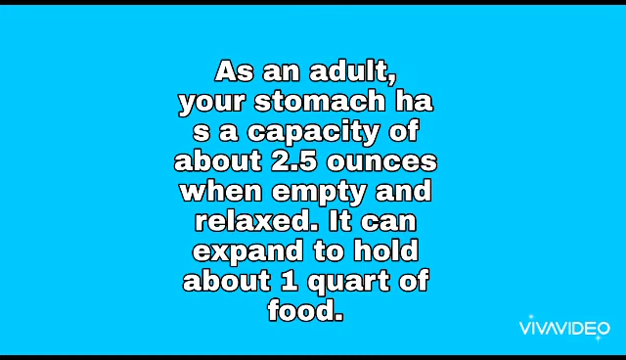 As an adult,
your stomach ha
s a capacity of
about 2.5 ounces
when empty and
relaxed. It can
expand to hold
about 1 quart of
food.
VIVAVIDEO